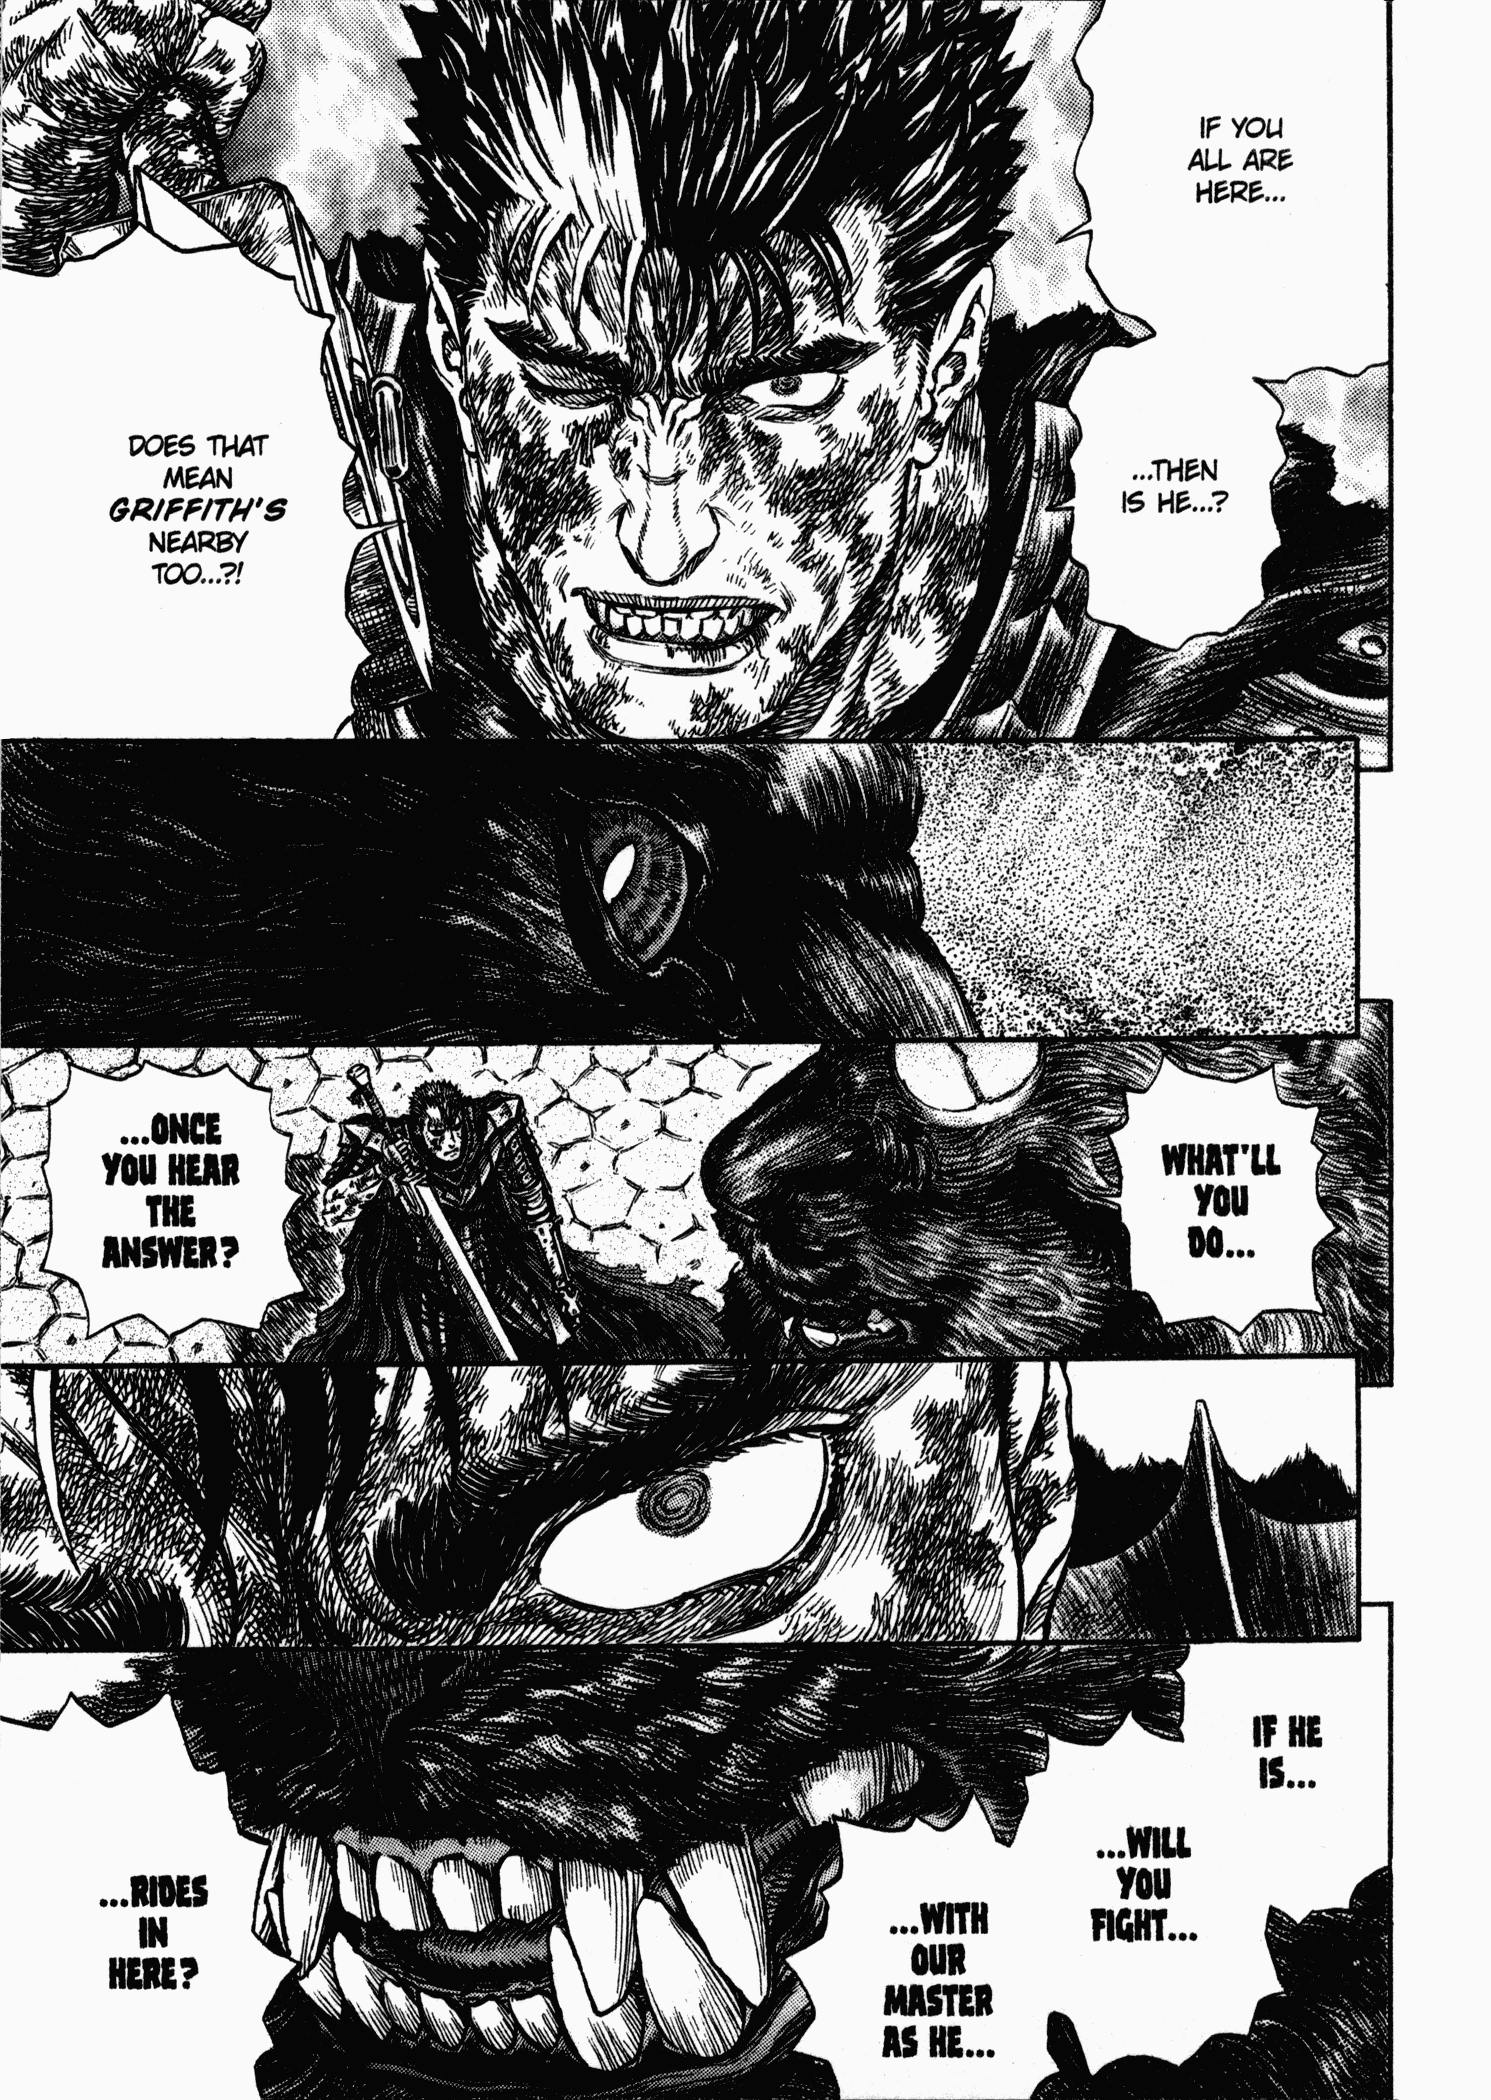 IF YOU
ALL ARE
HERE...
...THEN
IS HE...?
DOES THAT
MEAN
GRIFFITH'S
NEARBY
TOO...?!
WHAT'LL
YOU
DO...
...ONCE
YOU HEAR
THE
ANSWER?
IF HE
IS...
...WILL
YOU
FIGHT...
...WITH
OUR
MASTER
AS HE...
...RIDES
IN
HERE?